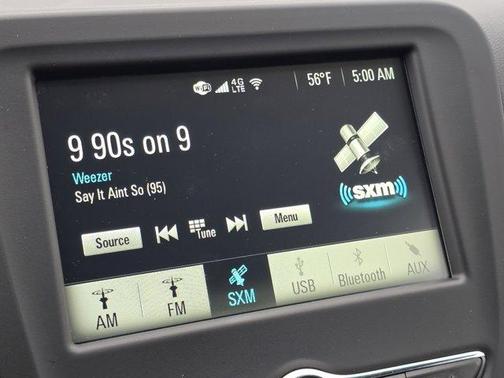 WiFi 4G LTE 56°F 5:00 AM
9 90s on 9
Weezer
Say It Aint So (95)
sxm
Source Tune Menu
AM FM SXM USB Bluetooth AUX